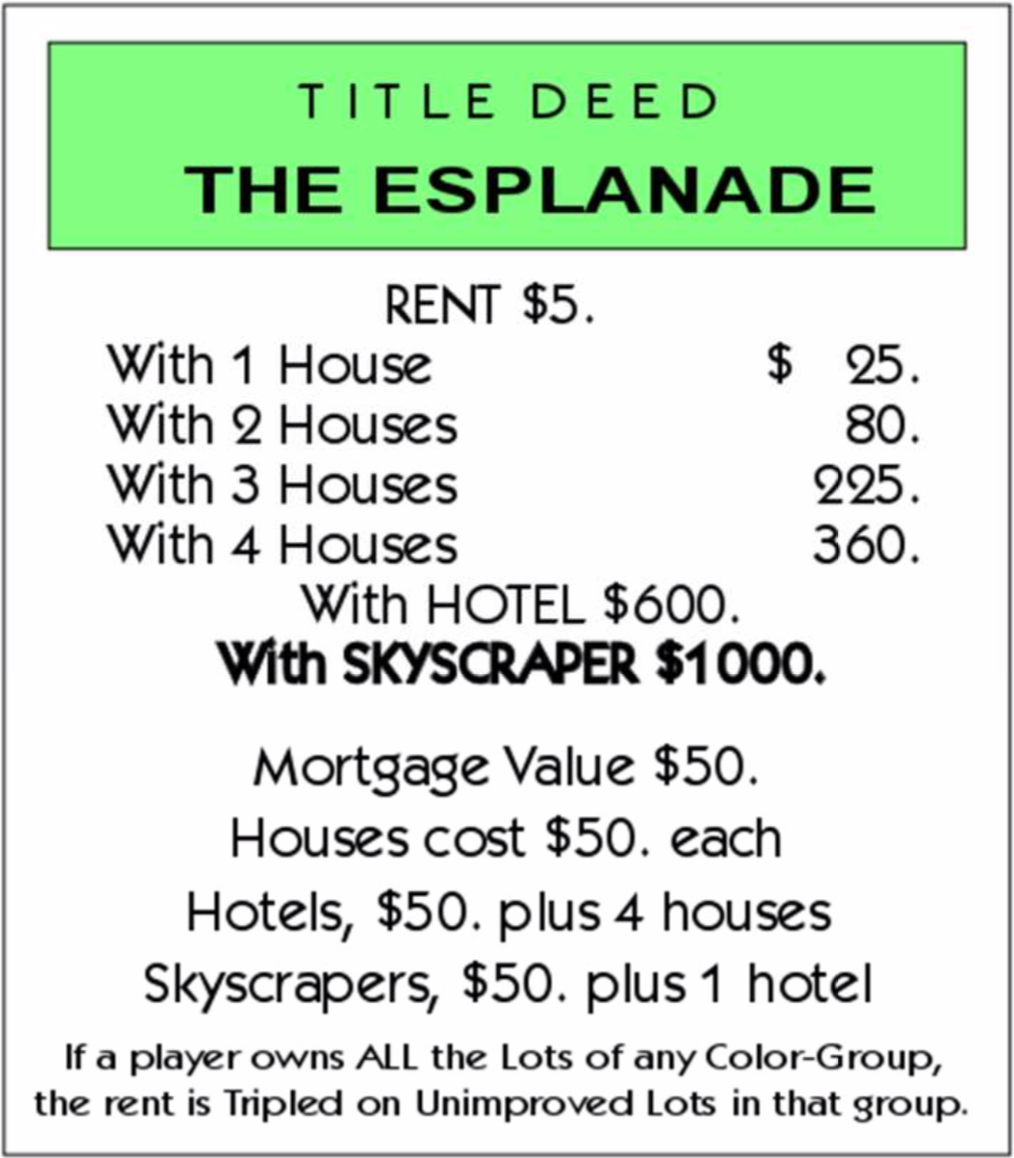 TITLE DEED
THE ESPLANADE
RENT $5.
With 1 House $ 25.
With 2 Houses 80.
With 3 Houses 225.
With 4 Houses 360.
With HOTEL $600.
With SKYSCRAPER $1000.
Mortgage Value $50.
Houses cost $50. each
Hotels, $50. plus 4 houses
Skyscrapers, $50. plus 1 hotel
If a player owns ALL the Lots of any Color-Group,
the rent is Tripled on Unimproved Lots in that group.